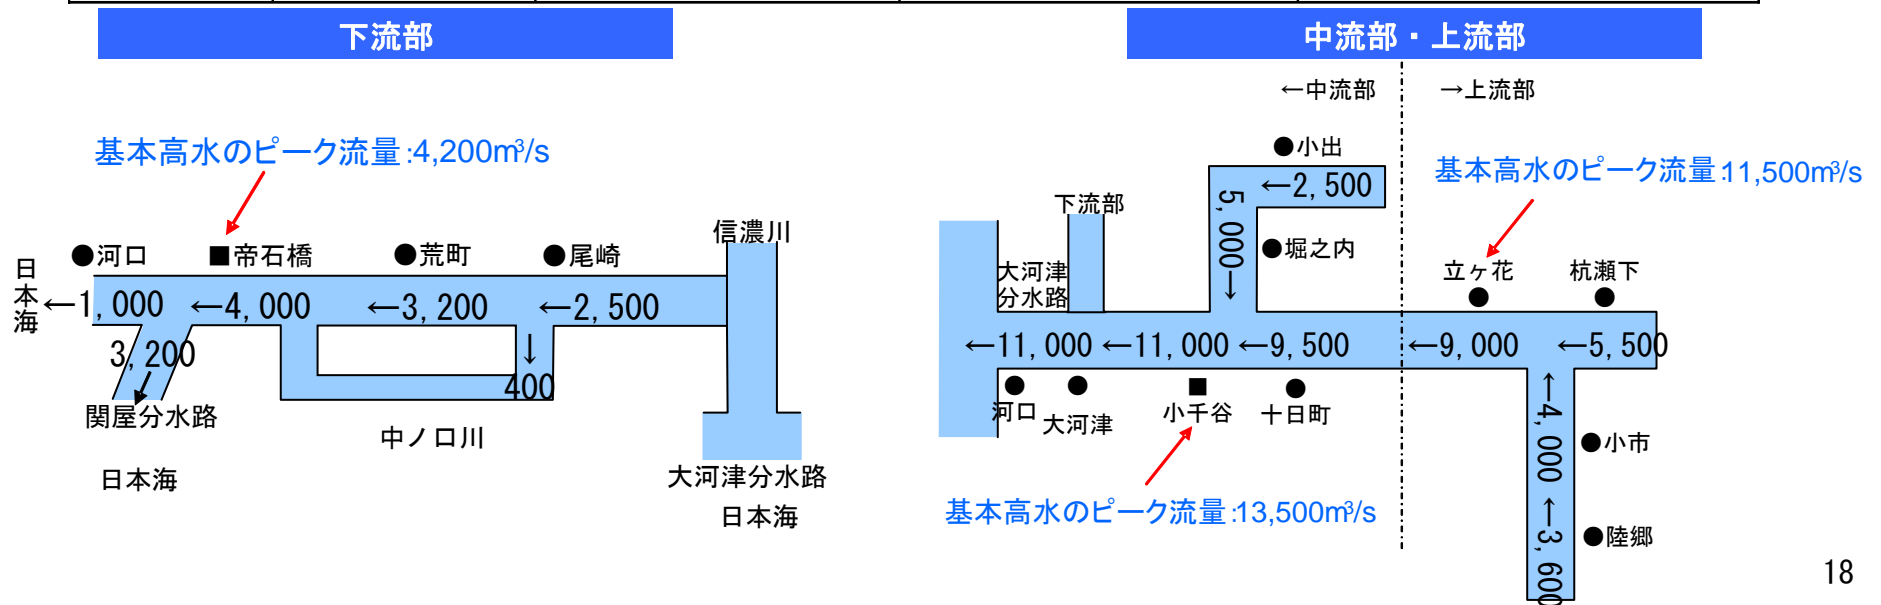 下流部
基本高水のピーク流量:4,200m³/s
信濃川
●河口
■帝石橋
●荒町
●尾崎
日本海
←1,000
←4,000
←3,200
←2,500
3,200
↓
400
関屋分水路
中ノ口川
日本海
大河津分水路
日本海
中流部・上流部
←中流部
→上流部
●小出
基本高水のピーク流量:11,500m³/s
←2,500
下流部
5,000→
●堀之内
大河津
分水路
立ヶ花
杭瀬下
←11,000
←11,000
←9,500
←9,000
←5,500
河口
大河津
小千谷
十日町
←4,000
●小市
基本高水のピーク流量:13,500m³/s
←3,600
●陸郷
18